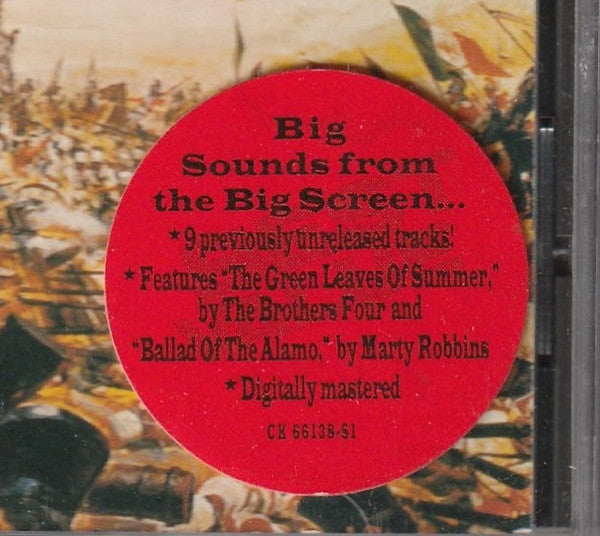 Big
Sounds from
the Big Screen...
★ 9 previously unreleased tracks!
★ Features "The Green Leaves Of Summer,"
by The Brothers Four and
"Ballad Of The Alamo," by Marty Robbins
★ Digitally mastered
CK 66138-S1